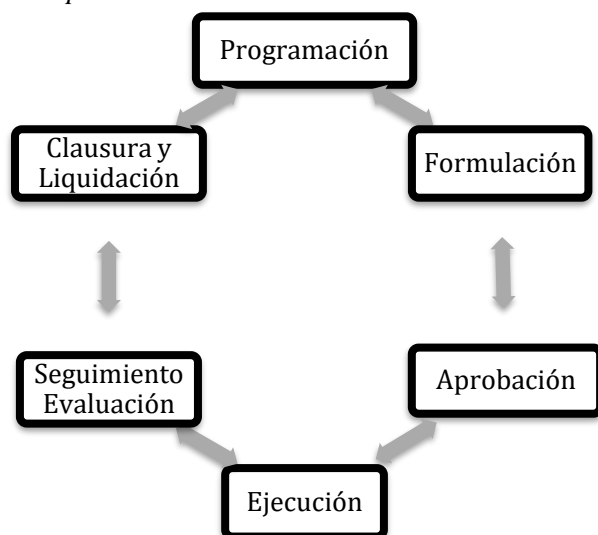 Programación
Clausura y
Liquidación
Formulación
Seguimiento
Evaluación
Aprobación
Ejecución